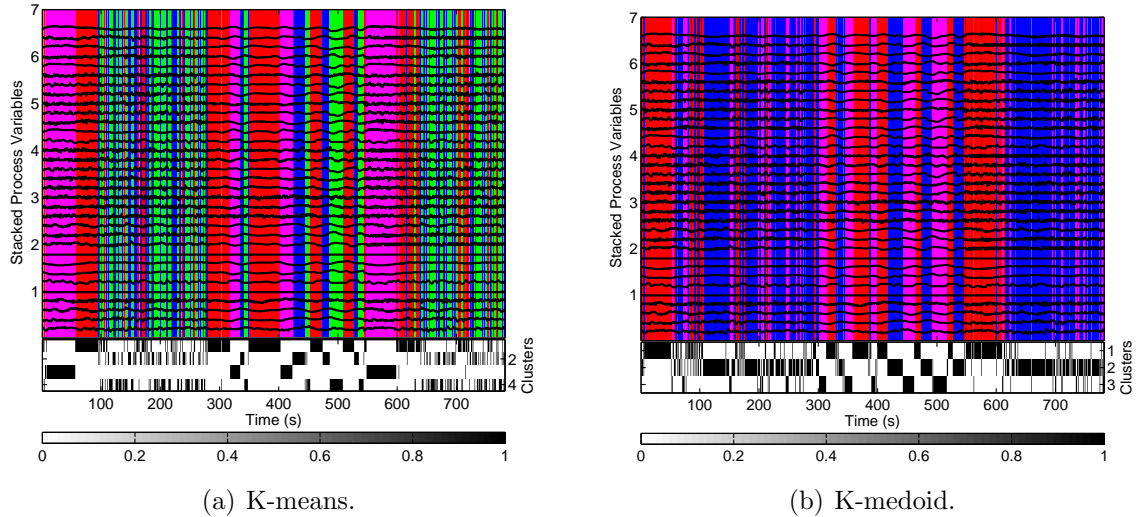 7
6
5
4
3
2
1
Stacked Process Variables
2
4
Clusters
100 200 300 400 500 600 700
Time (s)
0 0.2 0.4 0.6 0.8 1
(a) K-means.
7
6
5
4
3
2
1
Stacked Process Variables
1
2
3
Clusters
100 200 300 400 500 600 700
Time (s)
0 0.2 0.4 0.6 0.8 1
(b) K-medoid.